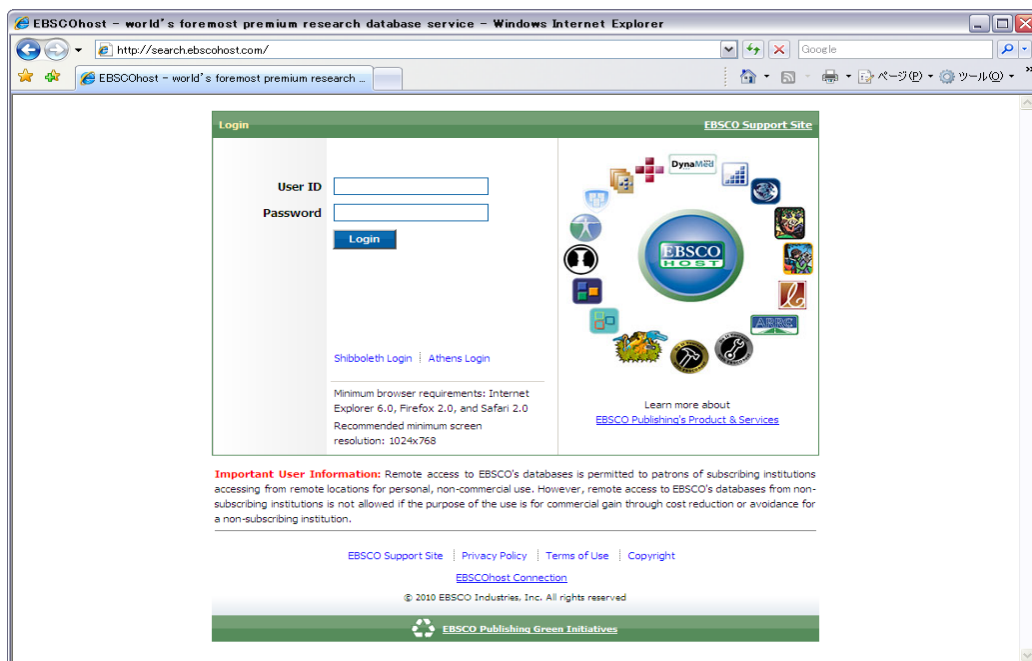 EBSCOhost - world's foremost premium research database service - Windows Internet Explorer
http://search.ebscohost.com/
Google
EBSCOhost - world's foremost premium research ...
ページ(P)
ツール(O)
Login
EBSCO Support Site
User ID
Password
Login
DynaMed
EBSCO
HOST
Shibboleth Login
Athens Login
Minimum browser requirements: Internet
Explorer 6.0, Firefox 2.0, and Safari 2.0
Recommended minimum screen
resolution: 1024x768
Learn more about
EBSCO Publishing's Product & Services
Important User Information: Remote access to EBSCO's databases is permitted to patrons of subscribing institutions
accessing from remote locations for personal, non-commercial use. However, remote access to EBSCO's databases from non-
subscribing institutions is not allowed if the purpose of the use is for commercial gain through cost reduction or avoidance for
a non-subscribing institution.
EBSCO Support Site
Privacy Policy
Terms of Use
Copyright
EBSCOhost Connection
© 2010 EBSCO Industries, Inc. All rights reserved
EBSCO Publishing Green Initiatives